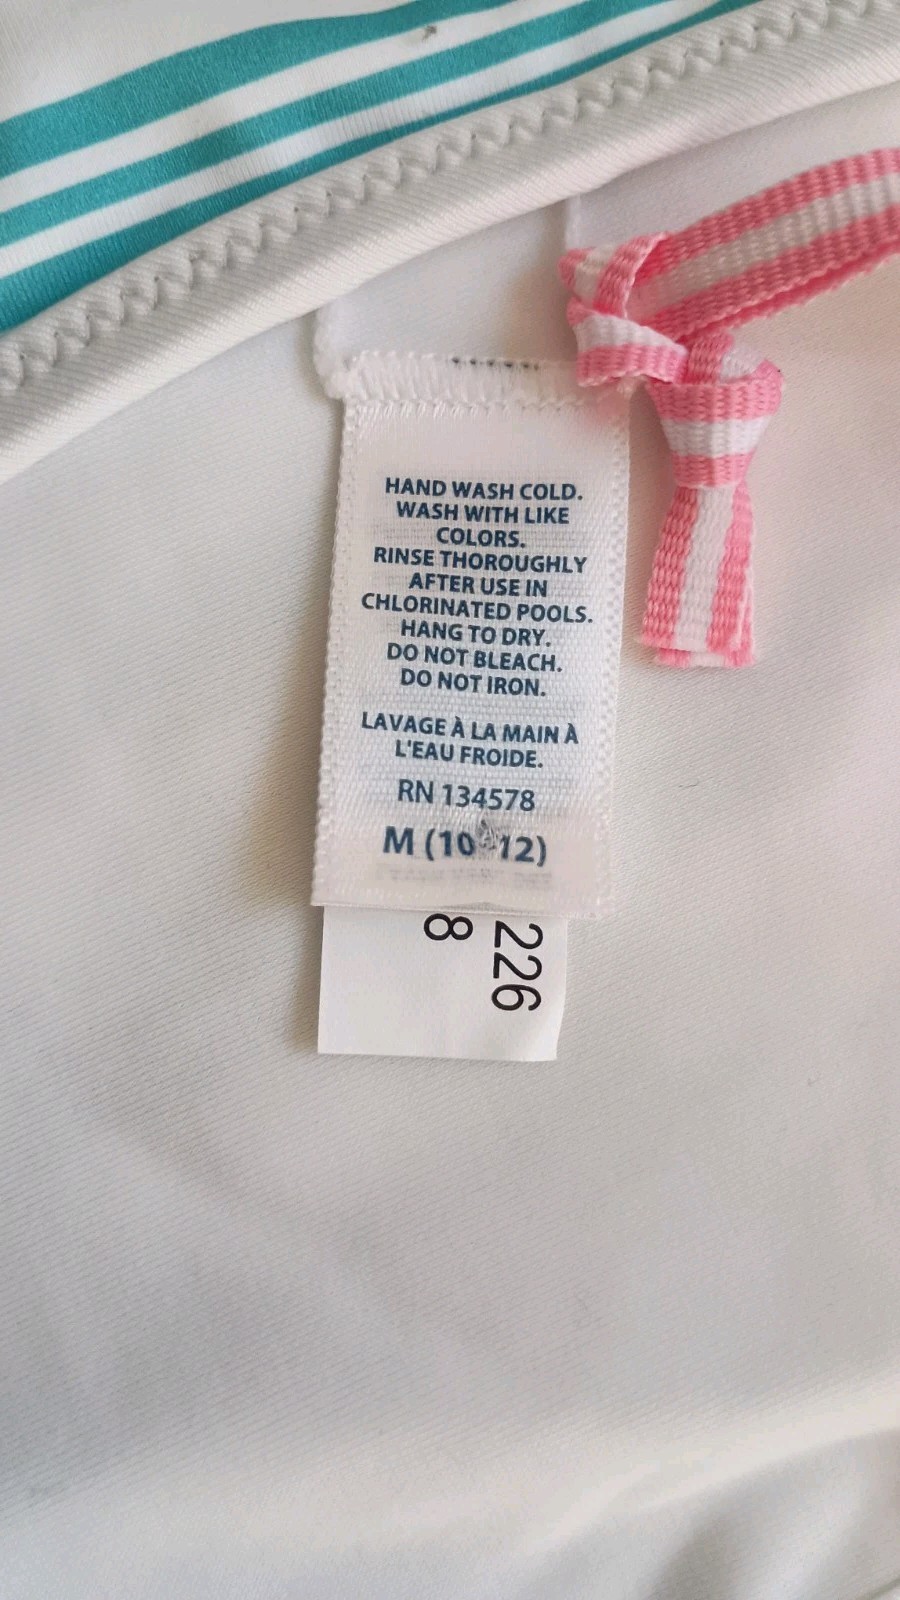 HAND WASH COLD.
WASH WITH LIKE
COLORS.
RINSE THOROUGHLY
AFTER USE IN
CHLORINATED POOLS.
HANG TO DRY.
DO NOT BLEACH.
DO NOT IRON.
LAVAGE À LA MAIN À
L'EAU FROIDE.
RN 134578
M (10-12)
226
8